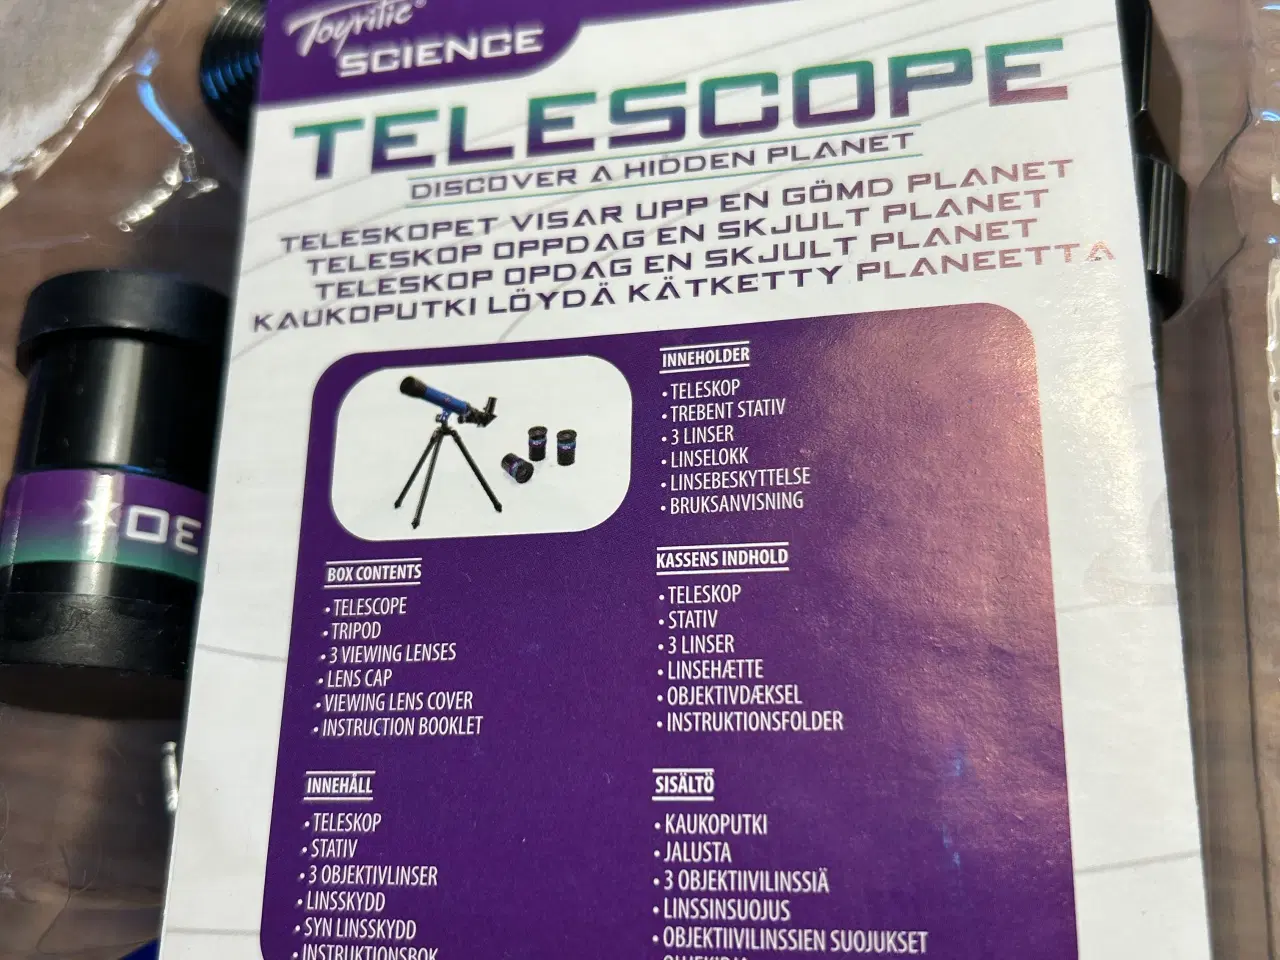 Toyrific®
SCIENCE
TELESCOPE
DISCOVER A HIDDEN PLANET
TELESKOPET VISAR UPP EN GÖMD PLANET
TELESKOP OPPDAG EN SKJULT PLANET
TELESKOP OPDAG EN SKJULT PLANET
KAUKOPUTKI LÖYDÄ KÄTKETTY PLANEETTA
30X
INNEHOLDER
• TELESKOP
• TREBENT STATIV
• 3 LINSER
• LINSELOKK
• LINSEBESKYTTELSE
• BRUKSANVISNING
BOX CONTENTS
• TELESCOPE
• TRIPOD
• 3 VIEWING LENSES
• LENS CAP
• VIEWING LENS COVER
• INSTRUCTION BOOKLET
KASSENS INDHOLD
• TELESKOP
• STATIV
• 3 LINSER
• LINSEHÆTTE
• OBJEKTIVDÆKSEL
• INSTRUKTIONSFOLDER
INNEHÅLL
• TELESKOP
• STATIV
• 3 OBJEKTIVLINSER
• LINSSKYDD
• SYN LINSSKYDD
• INSTRUKTIONSBOK
SISÄLTÖ
• KAUKOPUTKI
• JALUSTA
• 3 OBJEKTIIVILINSSIÄ
• LINSSINSUOJUS
• OBJEKTIIVILINSSIEN SUOJUKSET